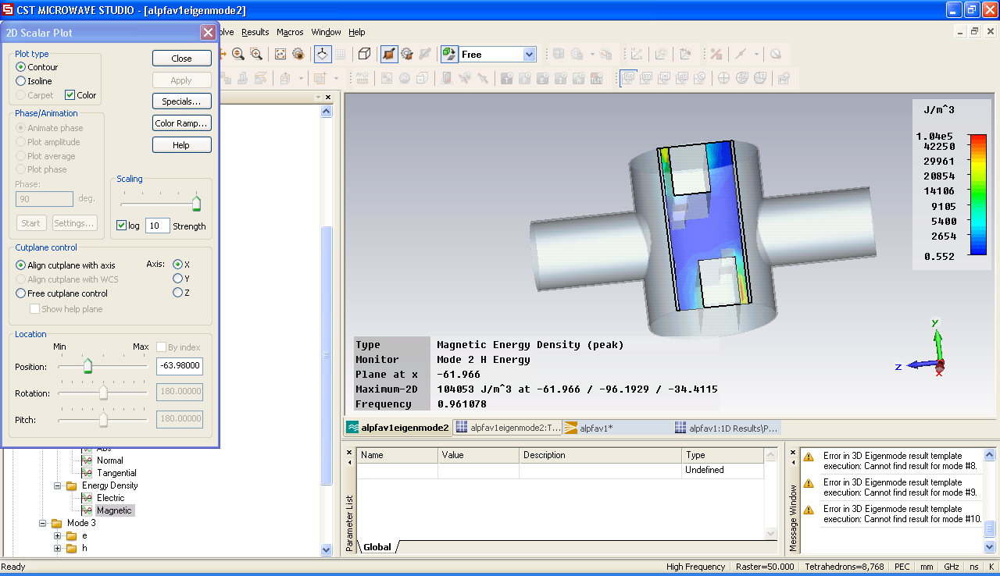 CST MICROWAVE STUDIO - [alpfav1eigenmode2]
2D Scalar Plot
Results Macros Window Help
Free
Plot type
Contour
Isoline
Carpet Color
Close
Apply
Specials...
Color Ramp...
Help
Phase/Animation
Animate phase
Plot amplitude
Plot average
Plot phase
Phase:
90 deg.
Start Settings...
Scaling
log 10 Strength
Cutplane control
Align cutplane with axis Axis: X
Align cutplane with WCS Y
Free cutplane control Z
Show help plane
Location
Min Max By index
Position: -63.98000
Rotation: 180.00000
Pitch: 180.00000
Normal
Tangential
Energy Density
Electric
Magnetic
Mode 3
e
h
J/m^3
1.04e5
42250
29961
20854
14106
9105
5400
2654
0.552
Type Magnetic Energy Density (peak)
Monitor Mode 2 H Energy
Plane at x -61.966
Maximum-2D 104053 J/m^3 at -61.966 / -96.1929 / -34.4115
Frequency 0.961078
Y
Z
X
alpfav1eigenmode2 alpfav1eigenmode2:T... alpfav1* alpfav1:1D Results\P...
Parameter List
Name Value Description Type
Undefined
Global
Message Window
Error in 3D Eigenmode result template
execution: Cannot find result for mode #8.
Error in 3D Eigenmode result template
execution: Cannot find result for mode #9.
Error in 3D Eigenmode result template
execution: Cannot find result for mode #10.
Ready High Frequency Raster=50.000 Tetrahedrons=8,768 PEC mm GHz ns K